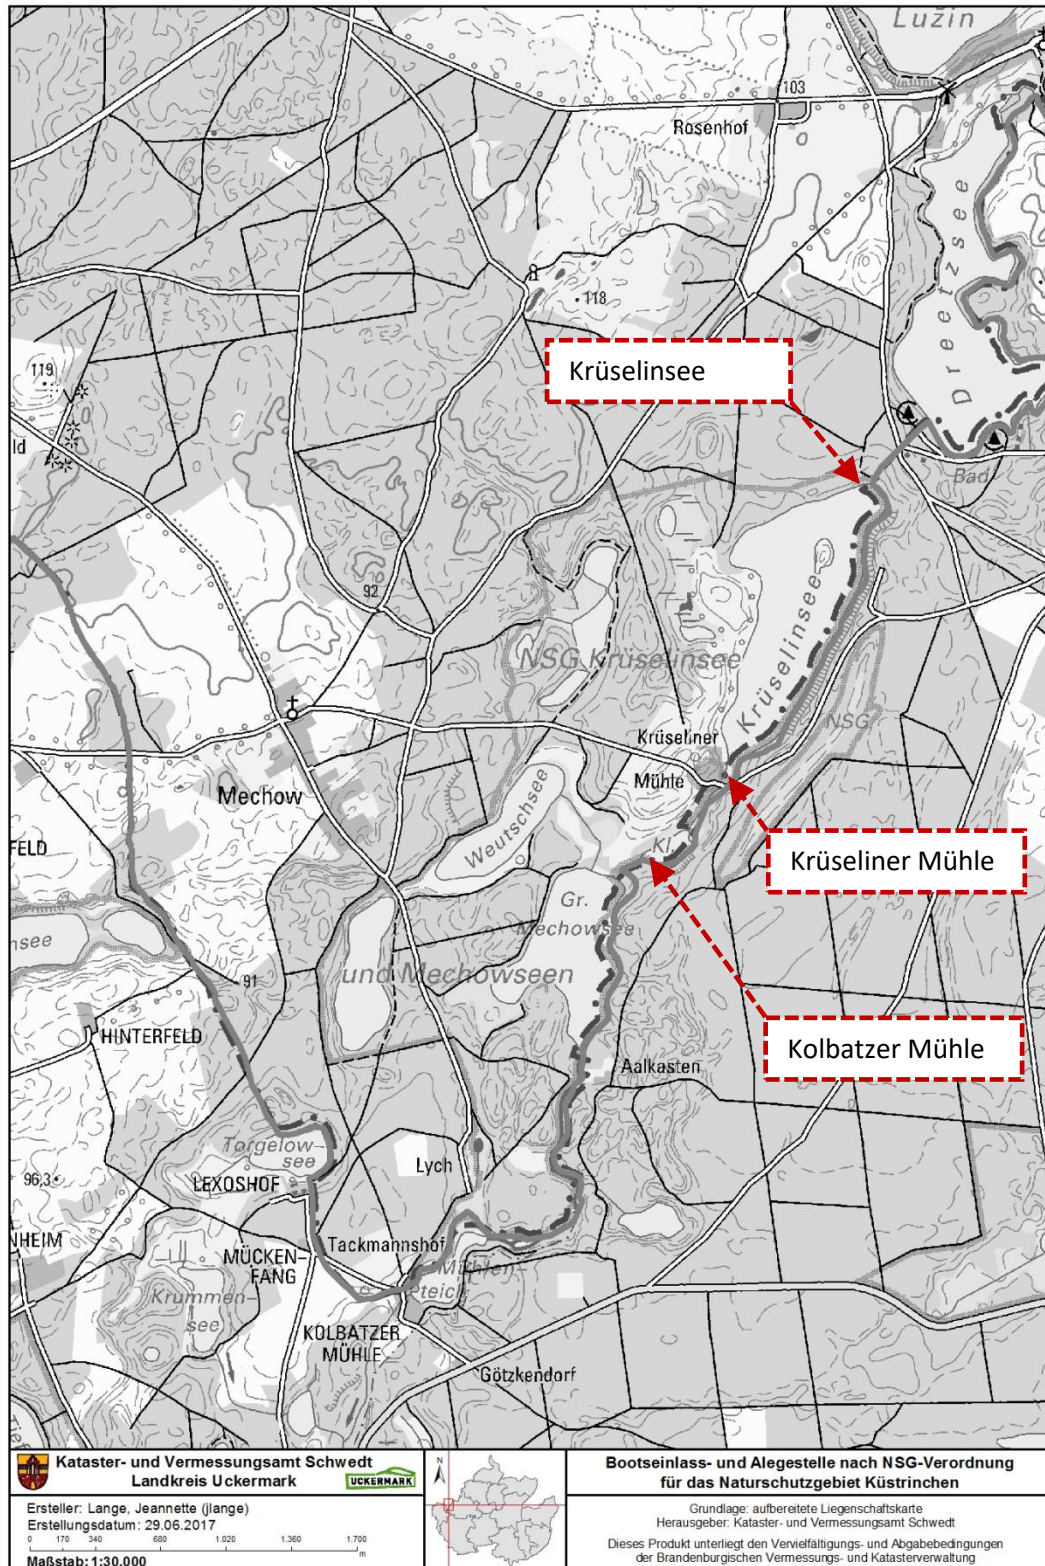 Luzin
103
Rosenhof
Dreetzsee
118
Krüselinsee
119
ld
Bad
92
NSG Krüselinsee
Krüselinsee
NSG
Krüseliner
Mühle
Mechow
Weutschsee
Kl.
Krüseliner Mühle
FELD
Gr.
Mechowsee
nsee
und Mechowseen
91
HINTERFELD
Kolbatzer Mühle
Aalkasten
Torgelow-
see
Lych
96,3
LEXOSHOF
NHEIM
MÜCKEN-
FANG
Tackmannshof
Mühlen-
teich
Krummen-
see
KOLBATZER
MÜHLE
Götzkendorf
Kataster- und Vermessungsamt Schwedt
Landkreis Uckermark
UCKERMARK
Ersteller: Lange, Jeannette (jlange)
Erstellungsdatum: 29.06.2017
0 170 340 680 1.020 1.360 1.700
m
Maßstab: 1:30.000
N
Bootseinlass- und Alegestelle nach NSG-Verordnung
für das Naturschutzgebiet Küstrinchen
Grundlage: aufbereitete Liegenschaftskarte
Herausgeber: Kataster- und Vermessungsamt Schwedt
Dieses Produkt unterliegt den Vervielfältigungs- und Abgabebedingungen
der Brandenburgischen Vermessungs- und Katasterverwaltung